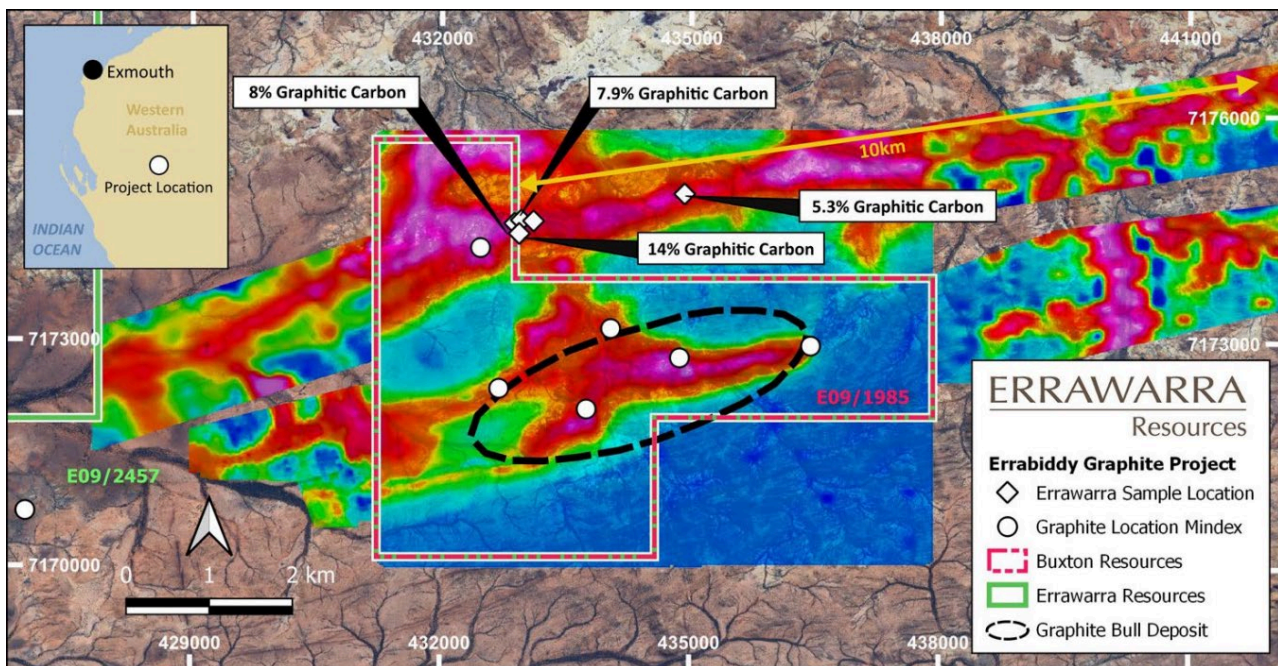 432000
435000
438000
441000
Exmouth
Western
Australia
Project Location
INDIAN
OCEAN
8% Graphitic Carbon
7.9% Graphitic Carbon
7176000
10km
5.3% Graphitic Carbon
14% Graphitic Carbon
7173000
7173000
E09/1985
E09/2457
7170000
0 1 2 km
429000
432000
435000
438000
ERRAWARRA
Resources
Errabiddy Graphite Project
Errawarra Sample Location
Graphite Location Mindex
Buxton Resources
Errawarra Resources
Graphite Bull Deposit